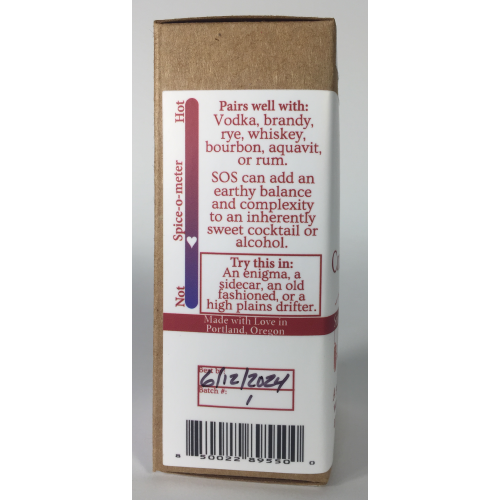 Hot
Spice-o-meter
Not
Pairs well with:
Vodka, brandy,
rye, whiskey,
bourbon, aquavit,
or rum.
SOS can add an
earthy balance
and complexity
to an inherently
sweet cocktail or
alcohol.
Try this in:
An enigma, a
sidecar, an old
fashioned, or a
high plains drifter.
Made with Love in
Portland, Oregon
Best by:
6/12/2024
Batch #:
1
8 50022 89550 0